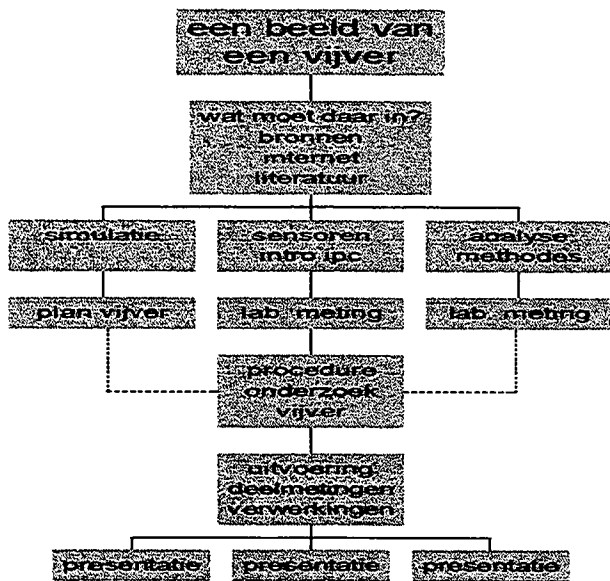 een beeld van
een vijver
wat moet daar in?
bronnen
internet
literatuur
simulatie
sensoren
intro ipc
analyse
methodes
plan vijver
lab. meting
lab. meting
procedure
onderzoek
vijver
uitvoering
deelmetingen
verwerkingen
presentatie
presentatie
presentatie